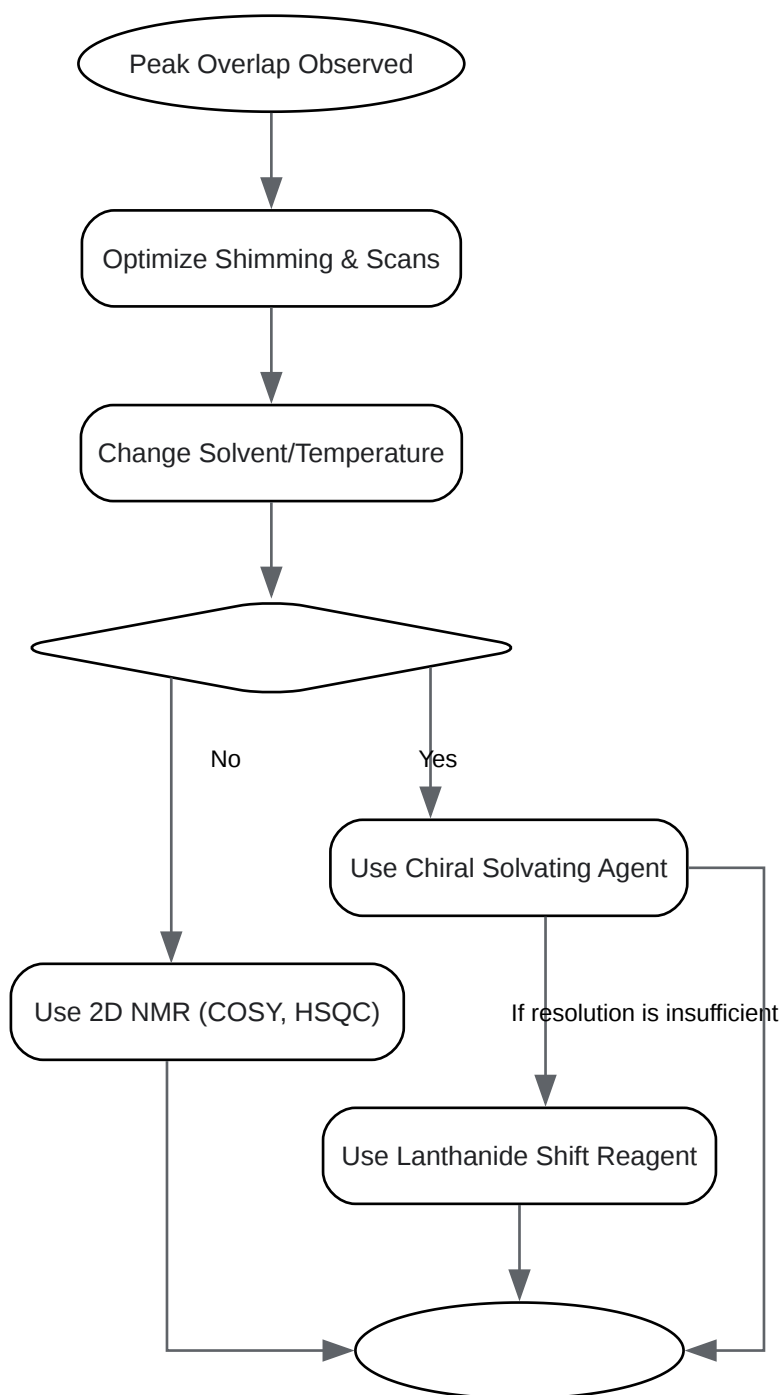 Peak Overlap Observed
Optimize Shimming & Scans
Change Solvent/Temperature
No
Yes
Use Chiral Solvating Agent
Use 2D NMR (COSY, HSQC)
If resolution is insufficient
Use Lanthanide Shift Reagent